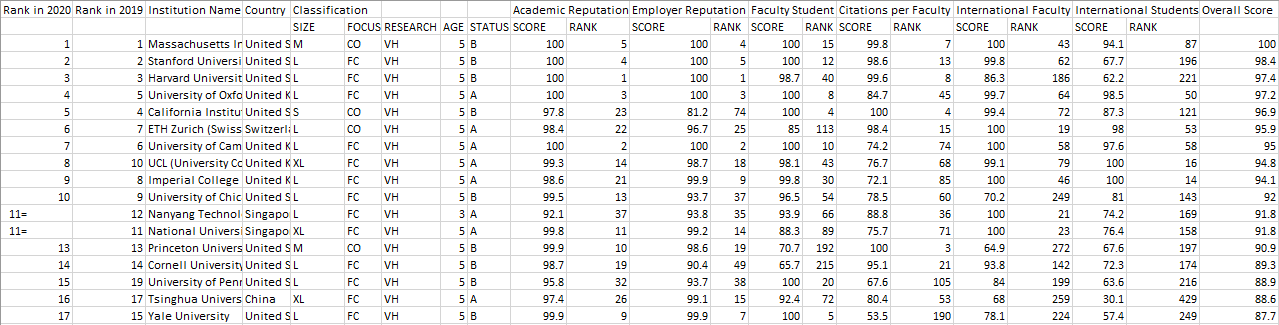 Rank in 2020 Rank in 2019 Institution Name Country Classification Academic Reputation Employer Reputation Faculty Student Citations per Faculty International Faculty International Students Overall Score
SIZE FOCUS RESEARCH AGE STATUS SCORE RANK SCORE RANK SCORE RANK SCORE RANK SCORE RANK SCORE RANK
1 1 Massachusetts In United S M CO VH 5 B 100 5 100 4 100 15 99.8 7 100 43 94.1 87 100
2 2 Stanford Universi United S L FC VH 5 B 100 4 100 5 100 12 98.6 13 99.8 62 67.7 196 98.4
3 3 Harvard Universit United S L FC VH 5 B 100 1 100 1 98.7 40 99.6 8 86.3 186 62.2 221 97.4
4 5 University of Oxfo United K L FC VH 5 A 100 3 100 3 100 8 84.7 45 99.7 64 98.5 50 97.2
5 4 California Institu United S S CO VH 5 B 97.8 23 81.2 74 100 4 100 4 99.4 72 87.3 121 96.9
6 7 ETH Zurich (Swiss Switzerl L CO VH 5 A 98.4 22 96.7 25 85 113 98.4 15 100 19 98 53 95.9
7 6 University of Cam United K L FC VH 5 A 100 2 100 2 100 10 74.2 74 100 58 97.6 58 95
8 10 UCL (University Co United K XL FC VH 5 A 99.3 14 98.7 18 98.1 43 76.7 68 99.1 79 100 16 94.8
9 8 Imperial College United K L FC VH 5 A 98.6 21 99.9 9 99.8 30 72.1 85 100 46 100 14 94.1
10 9 University of Chic United S L FC VH 5 B 99.5 13 93.7 37 96.5 54 78.5 60 70.2 249 81 143 92
11= 12 Nanyang Technol Singapo L FC VH 3 A 92.1 37 93.8 35 93.9 66 88.8 36 100 21 74.2 169 91.8
11= 11 National Universi Singapo XL FC VH 5 A 99.8 11 99.2 14 88.3 89 75.7 71 100 23 76.4 158 91.8
13 13 Princeton Univers United S M CO VH 5 B 99.9 10 98.6 19 70.7 192 100 3 64.9 272 67.6 197 90.9
14 14 Cornell University United S L FC VH 5 B 98.7 19 90.4 49 65.7 215 95.1 21 93.8 142 72.3 174 89.3
15 19 University of Penn United S L FC VH 5 B 95.8 32 93.7 38 100 20 67.6 105 84 199 63.6 216 88.9
16 17 Tsinghua Univers China XL FC VH 5 A 97.4 26 99.1 15 92.4 72 80.4 53 68 259 30.1 429 88.6
17 15 Yale University United S L FC VH 5 B 99.9 9 99.9 7 100 5 53.5 190 78.1 224 57.4 249 87.7